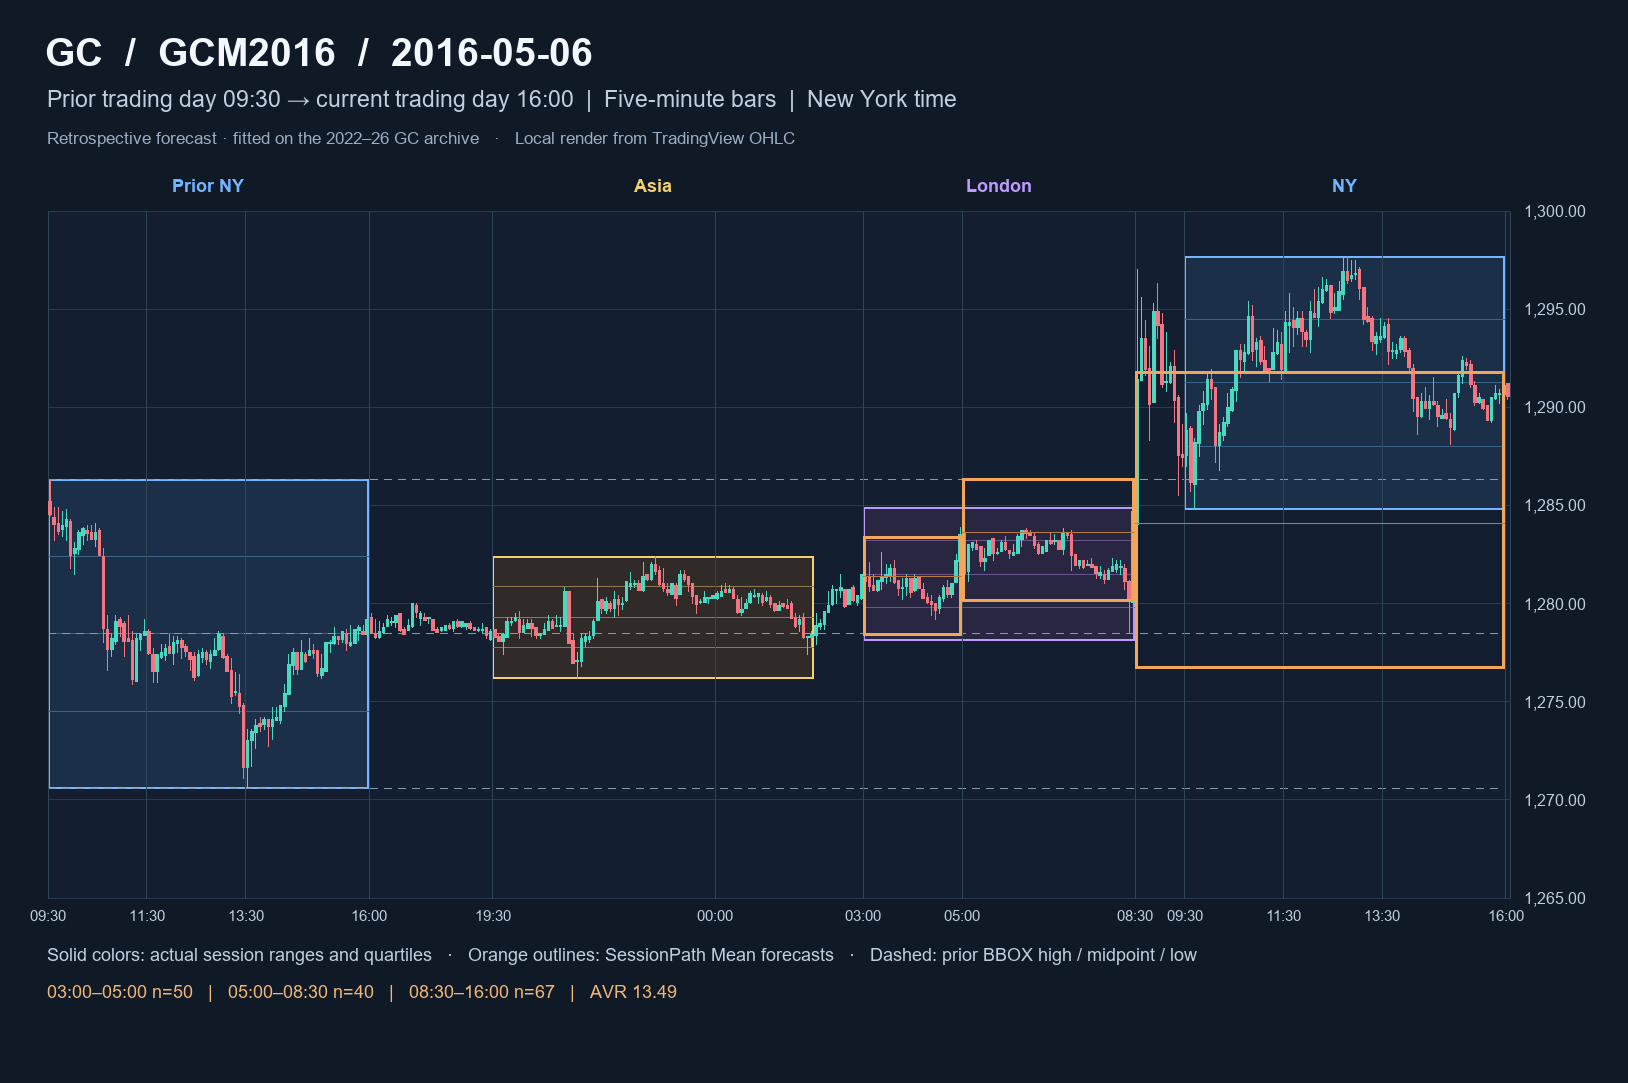 GC / GCM2016 / 2016-05-06
Prior trading day 09:30 → current trading day 16:00 | Five-minute bars | New York time
Retrospective forecast · fitted on the 2022–26 GC archive · Local render from TradingView OHLC
Prior NY Asia London NY
1,300.00
1,295.00
1,290.00
1,285.00
1,280.00
1,275.00
1,270.00
1,265.00
09:30 11:30 13:30 16:00 19:30 00:00 03:00 05:00 08:30 09:30 11:30 13:30 16:00
Solid colors: actual session ranges and quartiles · Orange outlines: SessionPath Mean forecasts · Dashed: prior BBOX high / midpoint / low
03:00–05:00 n=50 | 05:00–08:30 n=40 | 08:30–16:00 n=67 | AVR 13.49